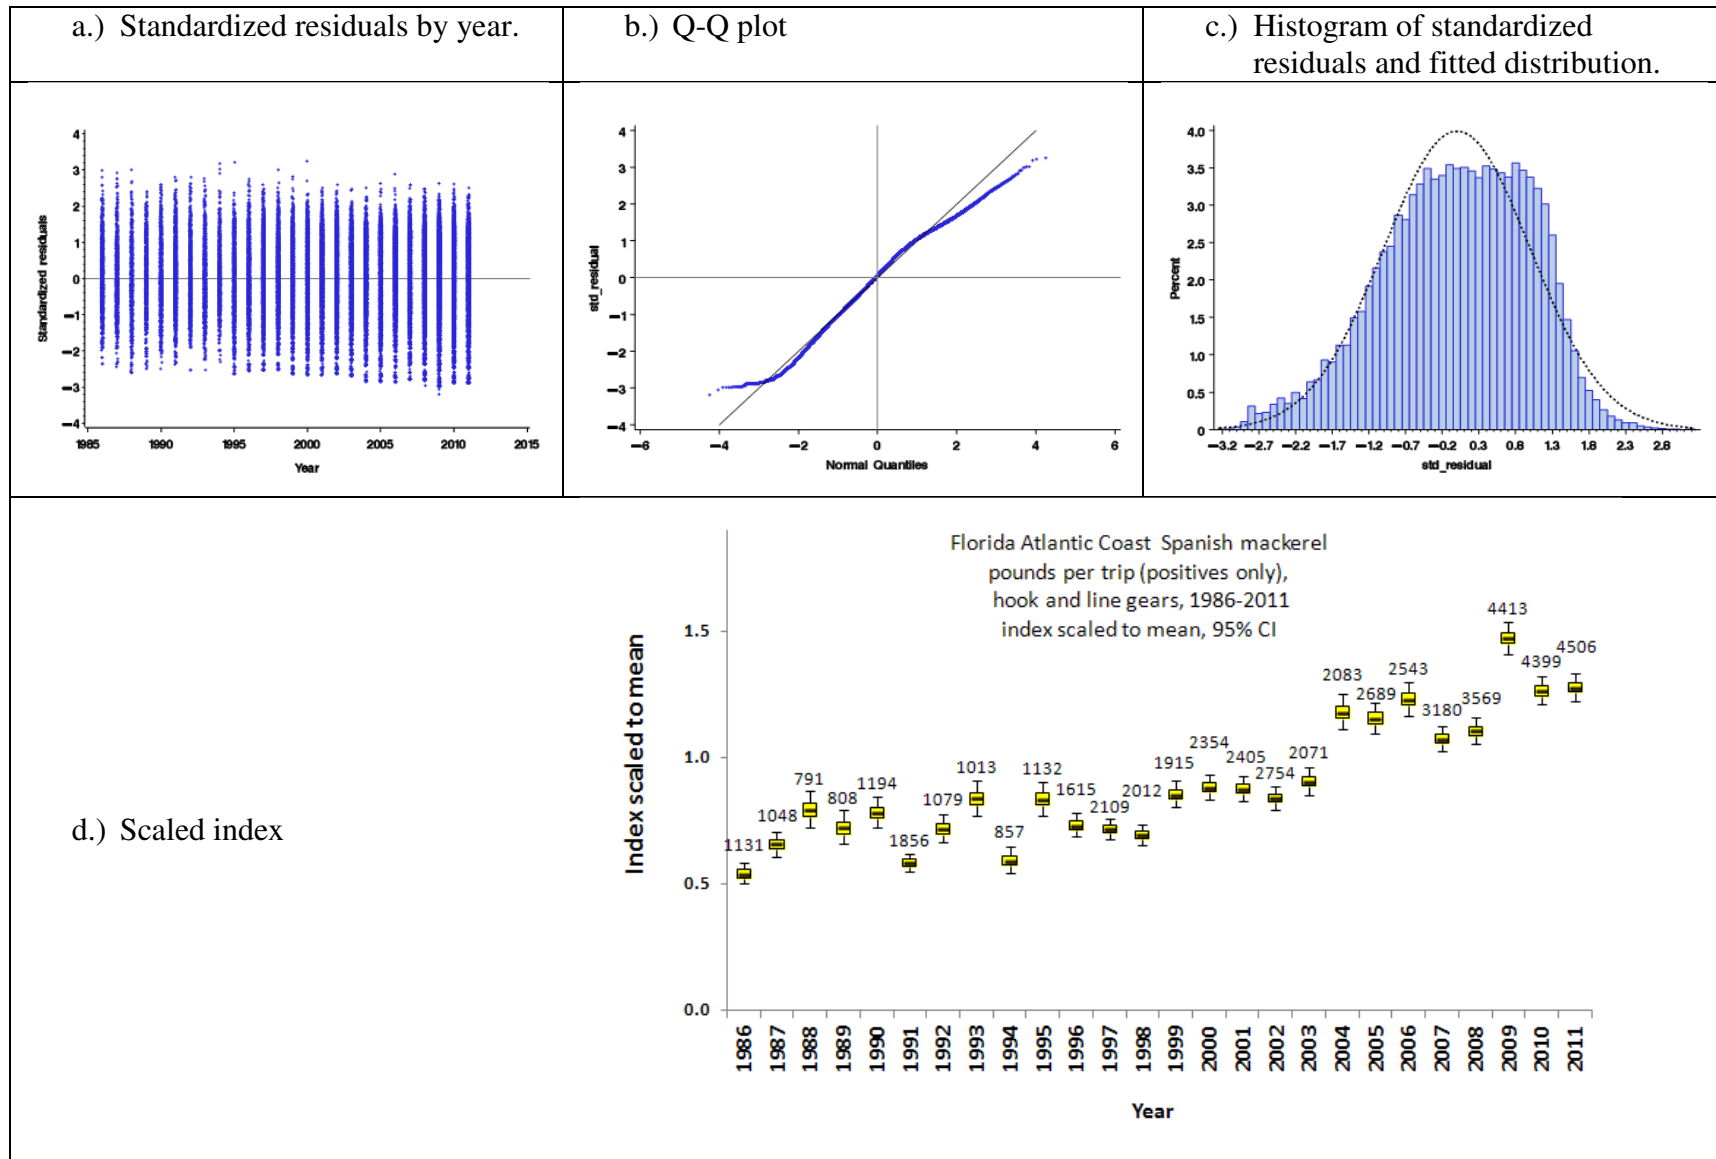 a.) Standardized residuals by year.
b.) Q-Q plot
c.) Histogram of standardized
residuals and fitted distribution.
4
3
2
1
0
−1
−2
−3
−4
Standardized residuals
1985 1990 1995 2000 2005 2010 2015
Year
4
3
2
1
0
−1
−2
−3
−4
std_residual
−6 −4 −2 0 2 4 6
Normal Quantiles
4.0
3.5
3.0
2.5
2.0
1.5
1.0
0.5
0
Percent
−3.2 −2.7 −2.2 −1.7 −1.2 −0.7 −0.2 0.3 0.8 1.3 1.8 2.3 2.8
std_residual
d.) Scaled index
Florida Atlantic Coast Spanish mackerel
pounds per trip (positives only),
hook and line gears, 1986-2011
index scaled to mean, 95% CI
Index scaled to mean
1.5
1.0
0.5
0.0
1131 1048 791 808 1194 1856 1079 1013 857 1132 1615 2109 2012 1915 2354 2405 2754 2071 2083 2689 2543 3180 3569 4413 4399 4506
1986 1987 1988 1989 1990 1991 1992 1993 1994 1995 1996 1997 1998 1999 2000 2001 2002 2003 2004 2005 2006 2007 2008 2009 2010 2011
Year